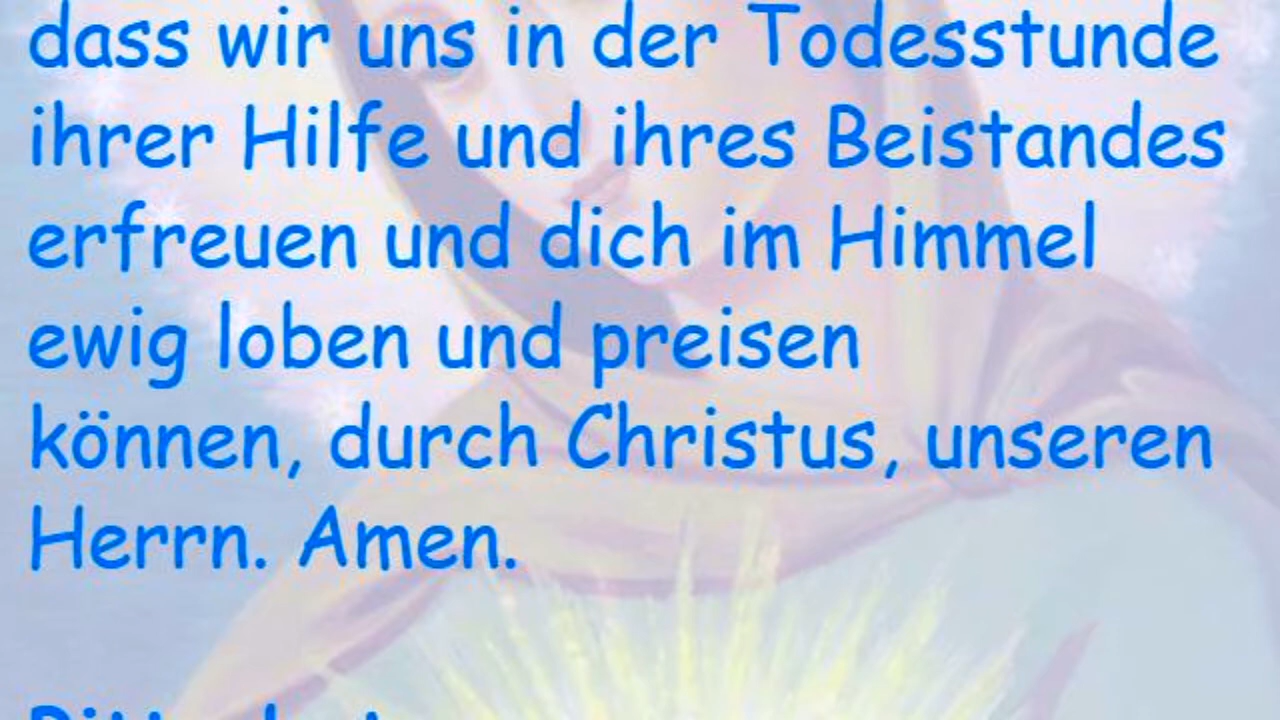 dass wir uns in der Todesstunde
ihrer Hilfe und ihres Beistandes
erfreuen und dich im Himmel
ewig loben und preisen
können, durch Christus, unseren
Herrn. Amen.